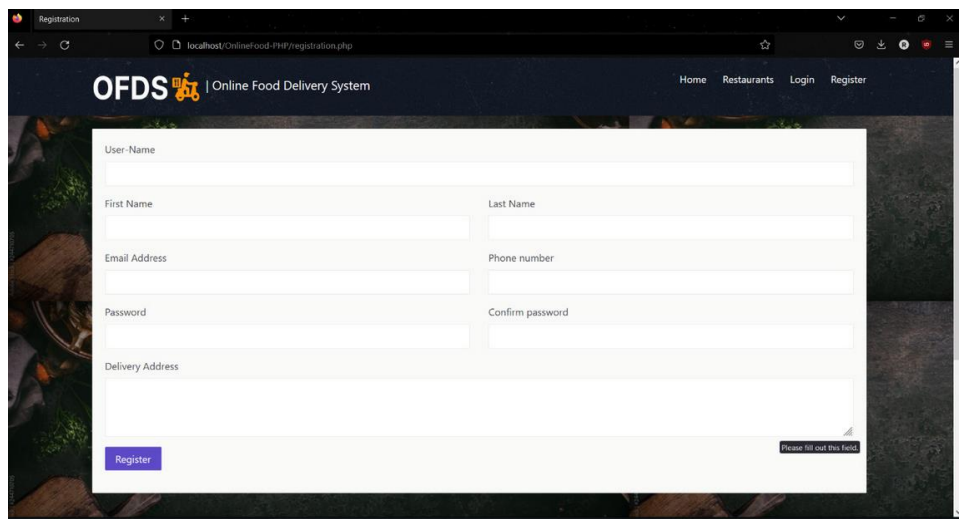 Registration
localhost/OnlineFood-PHP/registration.php
OFDS | Online Food Delivery System
Home Restaurants Login Register
User-Name
First Name Last Name
Email Address Phone number
Password Confirm password
Delivery Address
Please fill out this field.
Register